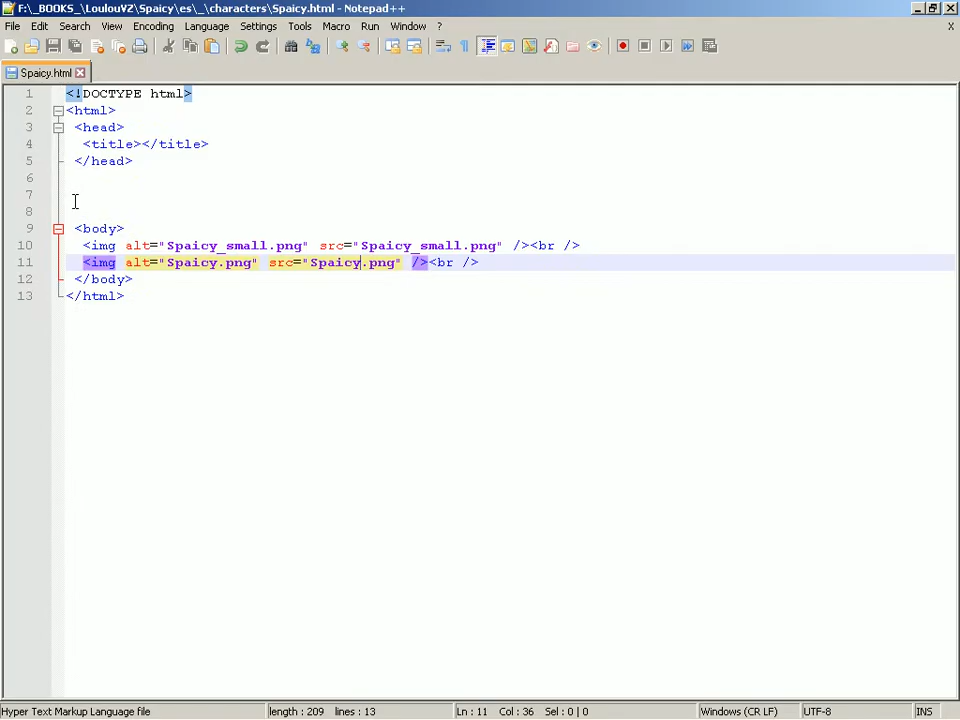 F:\_BOOKS_\LoulouVZ\Spaicy\es\_\characters\Spaicy.html - Notepad++
File Edit Search View Encoding Language Settings Tools Macro Run Window ? X
Spaicy.html
1 <!DOCTYPE html>
2 <html>
3 <head>
4 <title></title>
5 </head>
6
7
8
9 <body>
10 <img alt="Spaicy_small.png" src="Spaicy_small.png" /><br />
11 <img alt="Spaicy.png" src="Spaicy.png" /><br />
12 </body>
13 </html>
Hyper Text Markup Language file length : 209 lines : 13 Ln : 11 Col : 36 Sel : 0 | 0 Windows (CR LF) UTF-8 INS